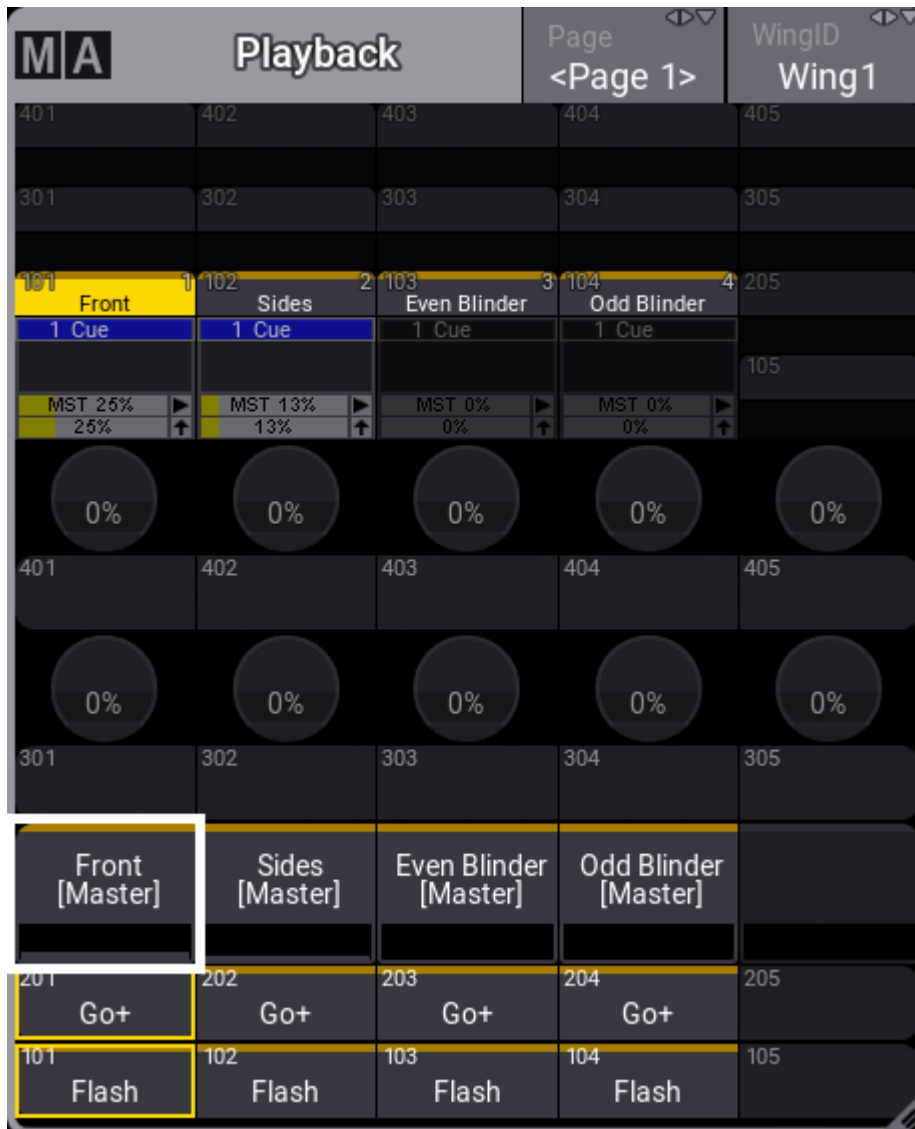 MA Playback Page <Page 1> WingID Wing1
401 402 403 404 405
301 302 303 304 305
101 1 102 2 103 3 104 4 205
Front Sides Even Blinder Odd Blinder
1 Cue 1 Cue 1 Cue 1 Cue
105
MST 25% MST 13% MST 0% MST 0%
25% 13% 0% 0%
0% 0% 0% 0% 0%
401 402 403 404 405
0% 0% 0% 0% 0%
301 302 303 304 305
Front Sides Even Blinder Odd Blinder
[Master] [Master] [Master] [Master]
201 202 203 204 205
Go+ Go+ Go+ Go+
101 102 103 104 105
Flash Flash Flash Flash